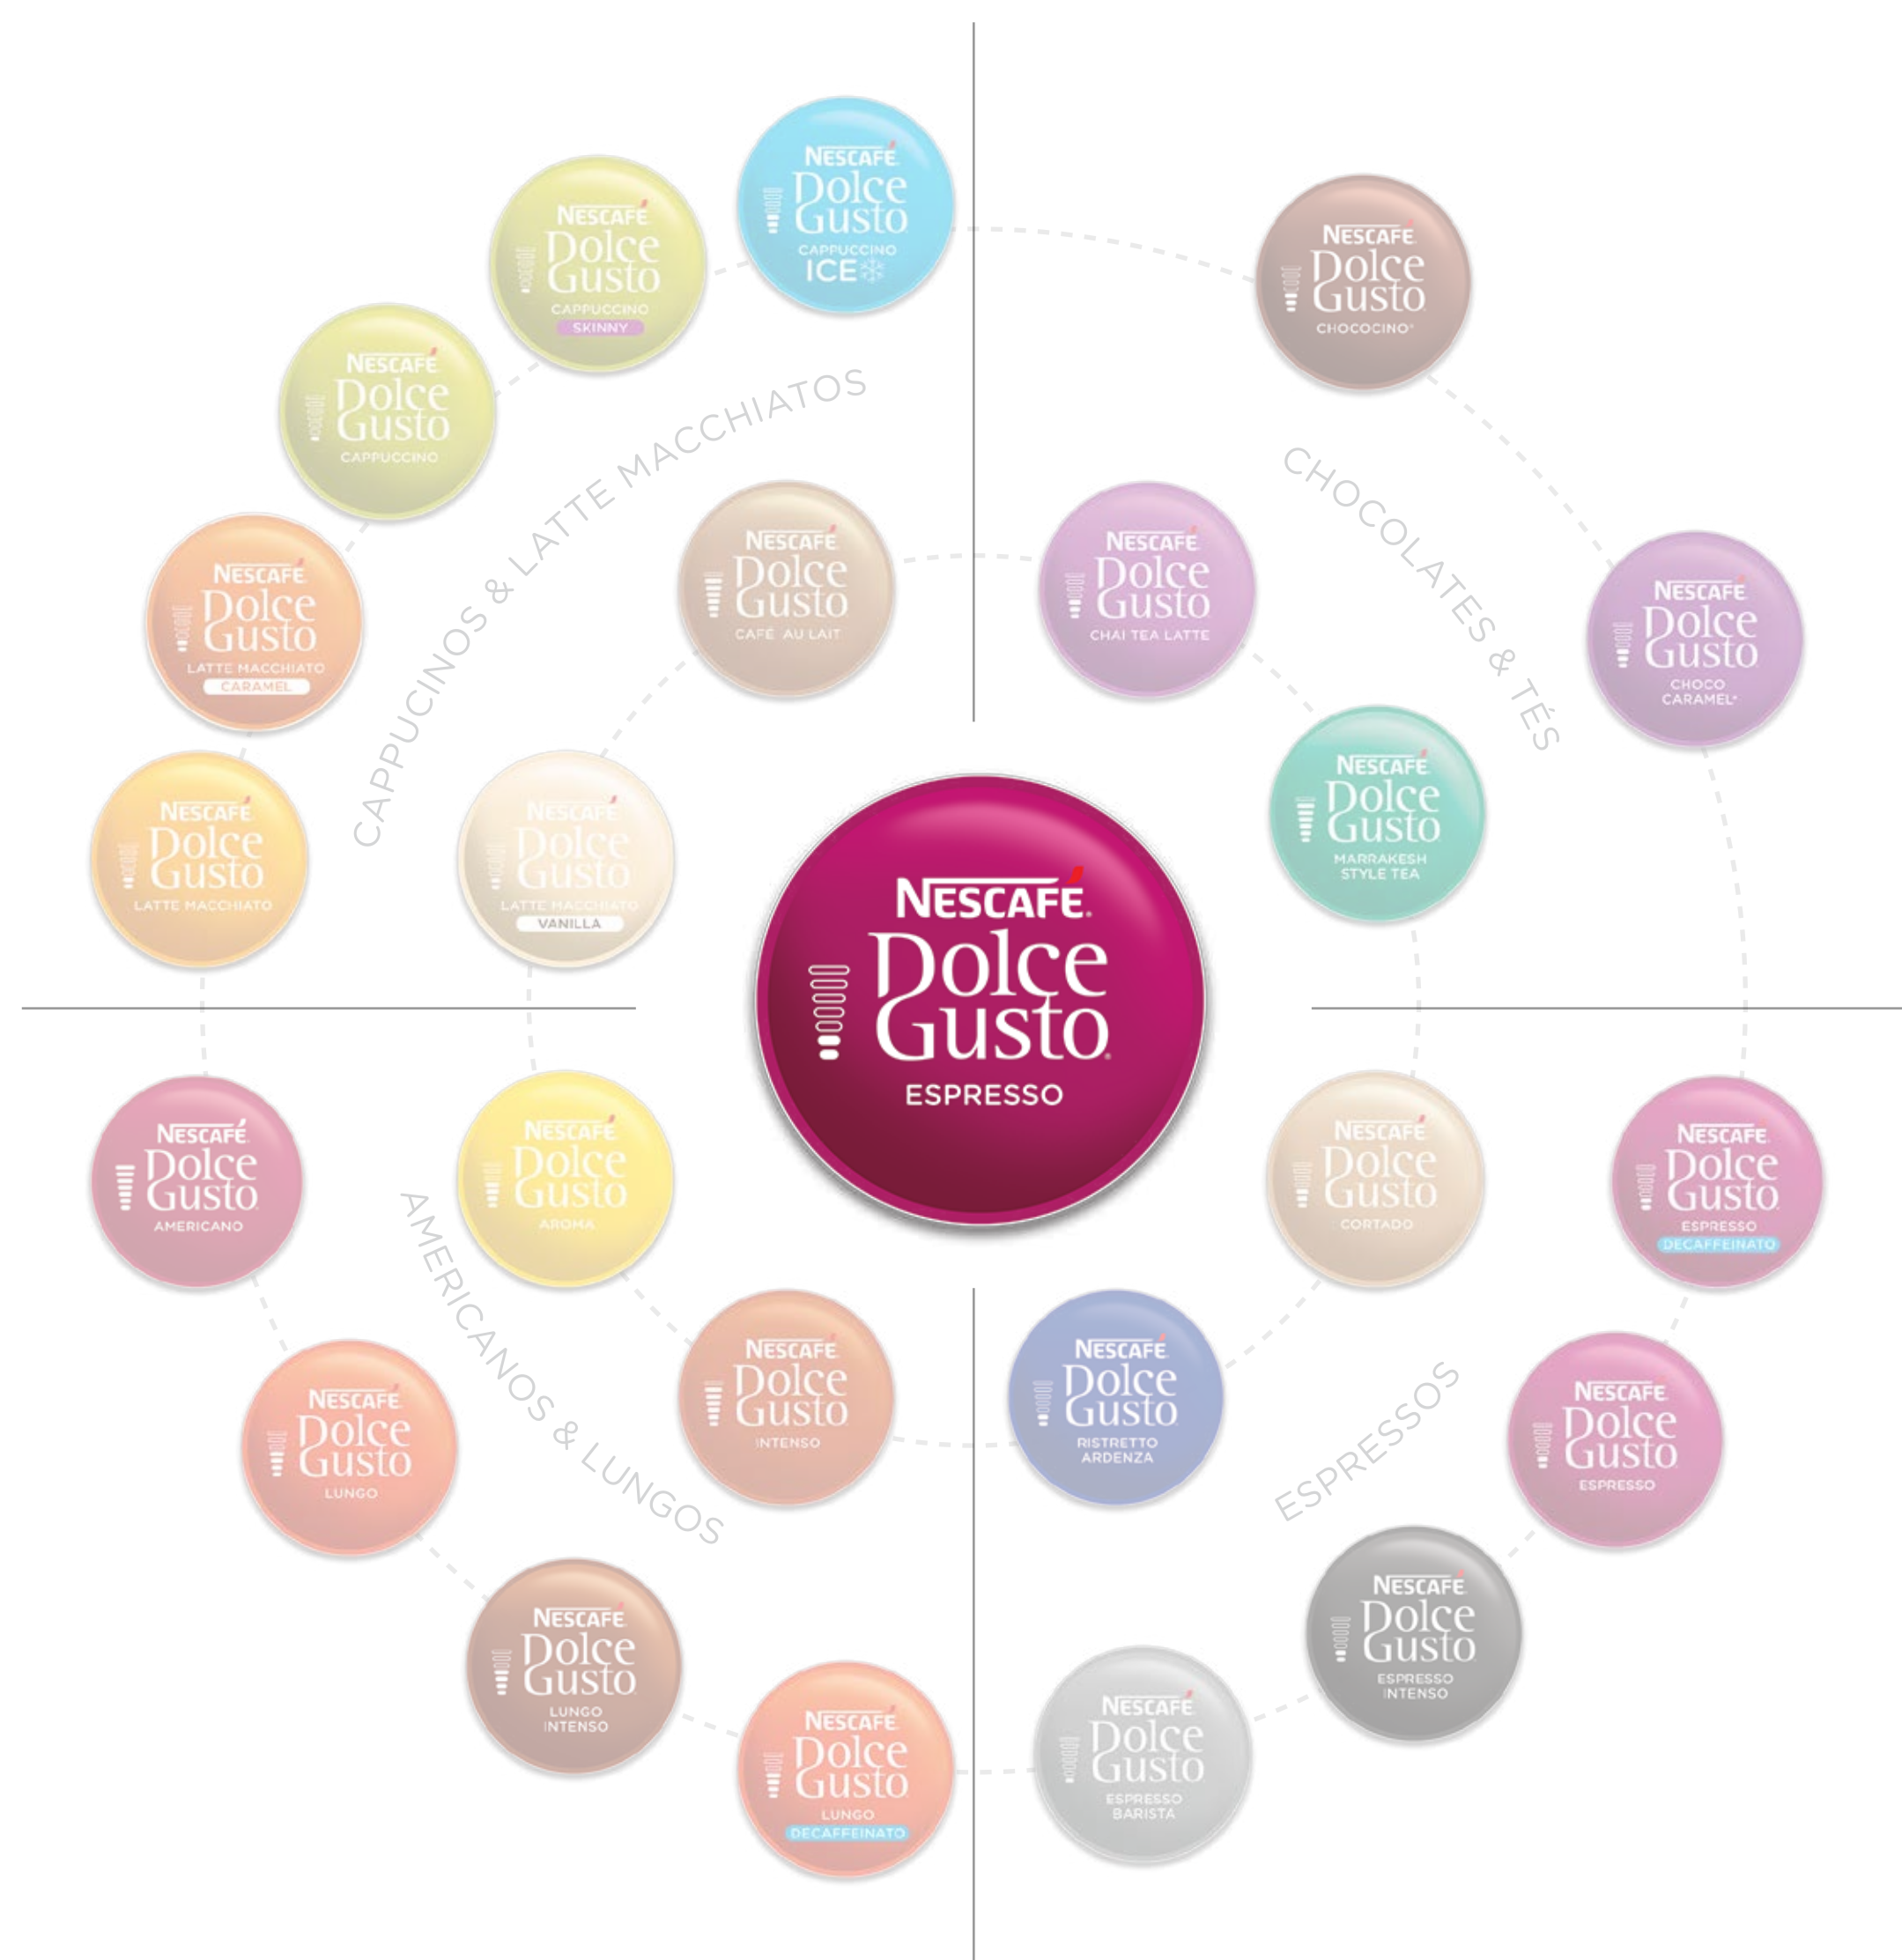 NESCAFÉ
Dolce
Gusto
CAPPUCCINO
ICE
NESCAFÉ
Dolce
Gusto
CAPPUCCINO
SKINNY
NESCAFÉ
Dolce
Gusto
CAPPUCCINO
NESCAFÉ
Dolce
Gusto
LATTE MACCHIATO
CARAMEL
NESCAFÉ
Dolce
Gusto
LATTE MACCHIATO
CAPPUCINOS & LATTE MACCHIATOS
NESCAFÉ
Dolce
Gusto
CAFÉ AU LAIT
NESCAFÉ
Dolce
Gusto
LATTE MACCHIATO
VANILLA
NESCAFÉ
Dolce
Gusto
CHOCOCINO*
NESCAFÉ
Dolce
Gusto
CHOCO
CARAMEL*
CHOCOLATES & TÉS
NESCAFÉ
Dolce
Gusto
CHAI TEA LATTE
NESCAFÉ
Dolce
Gusto
MARRAKESH
STYLE TEA
NESCAFÉ®
Dolce
Gusto®
ESPRESSO
NESCAFÉ
Dolce
Gusto
AMERICANO
NESCAFÉ
Dolce
Gusto
AROMA
AMERICANOS & LUNGOS
NESCAFÉ
Dolce
Gusto
LUNGO
NESCAFÉ
Dolce
Gusto
INTENSO
NESCAFÉ
Dolce
Gusto
LUNGO
INTENSO
NESCAFÉ
Dolce
Gusto
LUNGO
DECAFFEINATO
NESCAFÉ
Dolce
Gusto
CORTADO
NESCAFÉ
Dolce
Gusto
ESPRESSO
DECAFFEINATO
NESCAFÉ
Dolce
Gusto
RISTRETTO
ARDENZA
ESPRESSOS
NESCAFÉ
Dolce
Gusto
ESPRESSO
NESCAFÉ
Dolce
Gusto
ESPRESSO
INTENSO
NESCAFÉ
Dolce
Gusto
ESPRESSO
BARISTA